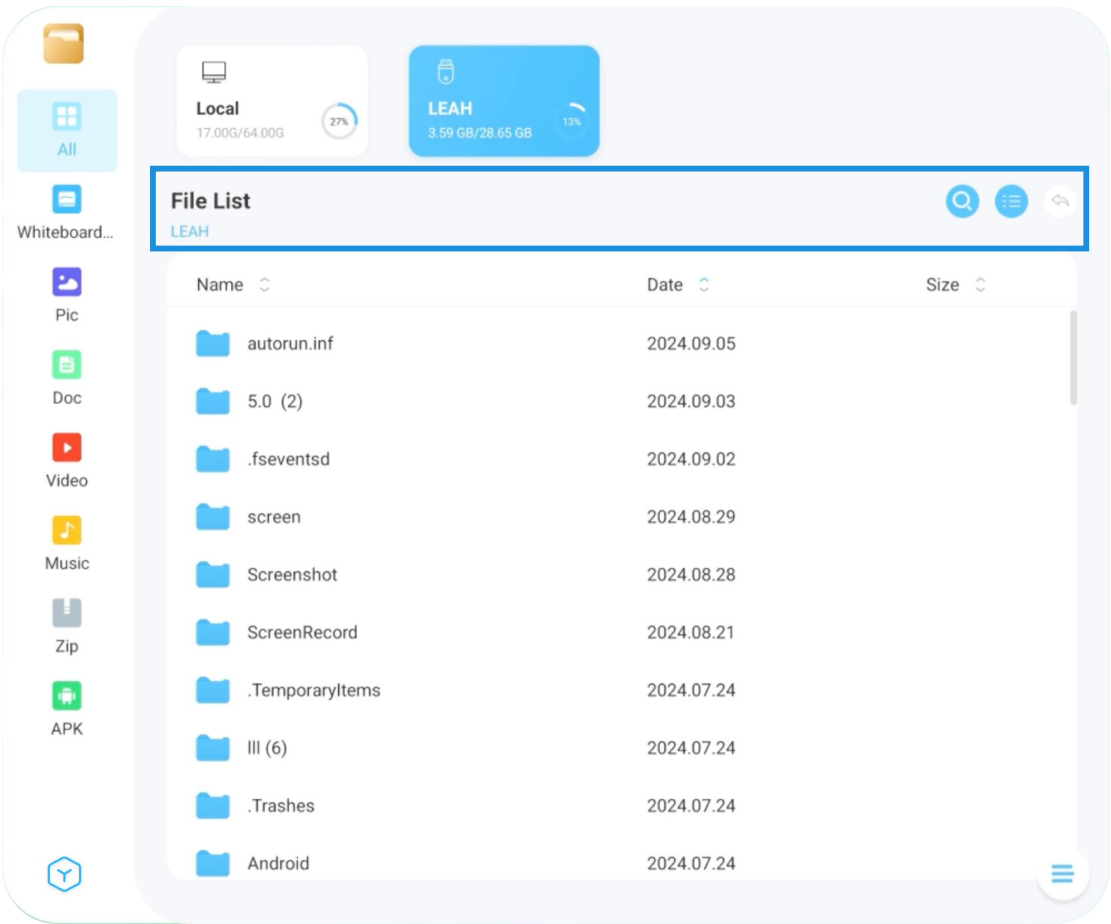 All
Whiteboard...
Pic
Doc
Video
Music
Zip
APK
Local
17.00G/64.00G
27%
LEAH
3.59 GB/28.65 GB
13%
File List
LEAH
Name Date Size
autorun.inf 2024.09.05
5.0 (2) 2024.09.03
.fseventsd 2024.09.02
screen 2024.08.29
Screenshot 2024.08.28
ScreenRecord 2024.08.21
.TemporaryItems 2024.07.24
lll (6) 2024.07.24
.Trashes 2024.07.24
Android 2024.07.24